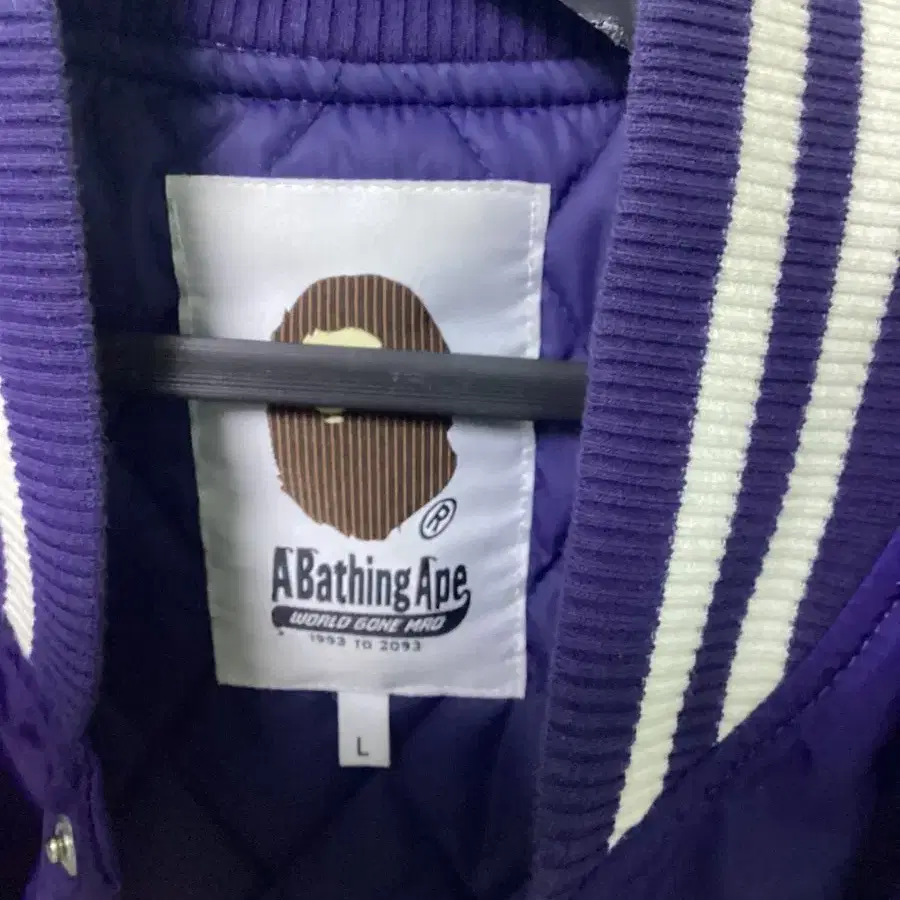 ®
A Bathing Ape
WORLD GONE MAD
1993 TO 2093
L